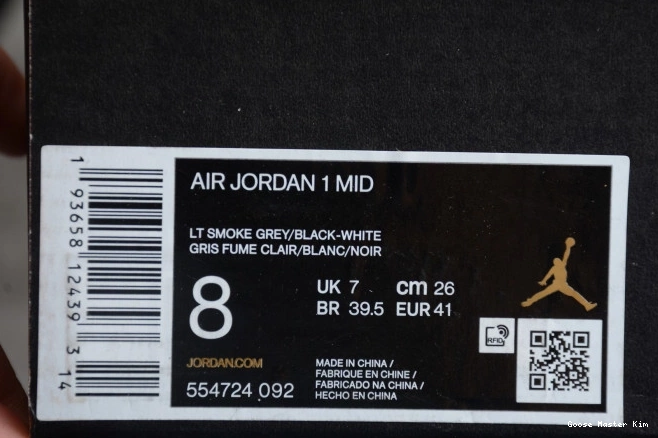 AIR JORDAN 1 MID
LT SMOKE GREY/BLACK-WHITE
GRIS FUME CLAIR/BLANC/NOIR
8
UK 7 cm 26
BR 39.5 EUR 41
JORDAN.COM
554724 092
MADE IN CHINA /
FABRIQUE EN CHINE /
FABRICADO NA CHINA /
HECHO EN CHINA
RFID
1 93658 12439 3 14
Goose Master Kim